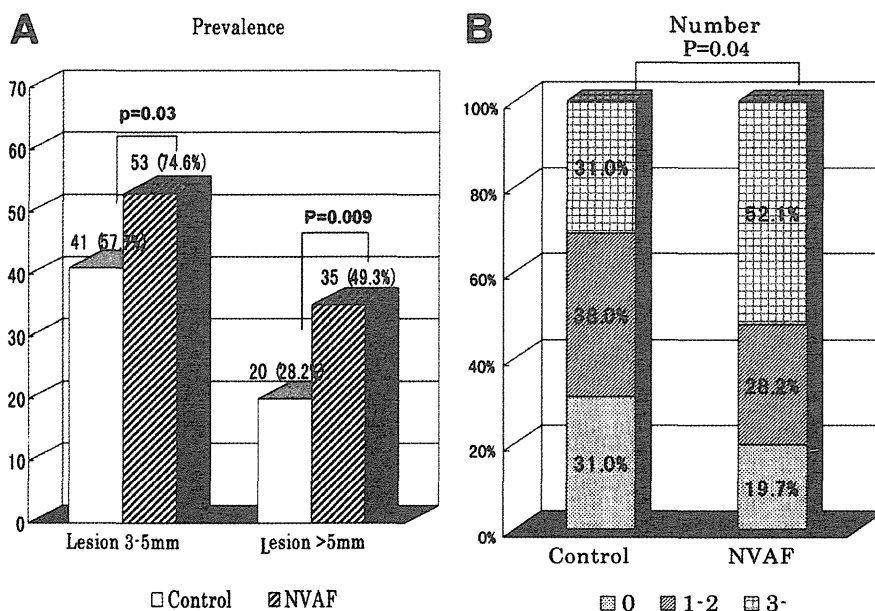 A
Prevalence
70
60
50
40
30
20
10
0
p=0.03
53 (74.6%)
41 (57.7%)
P=0.009
35 (49.3%)
20 (28.2%)
Lesion 3-5mm
Lesion >5mm
Control
NVAF
B
Number
P=0.04
100%
80%
60%
40%
20%
0%
31.0%
38.0%
31.0%
52.1%
28.2%
19.7%
Control
NVAF
0
1-2
3-